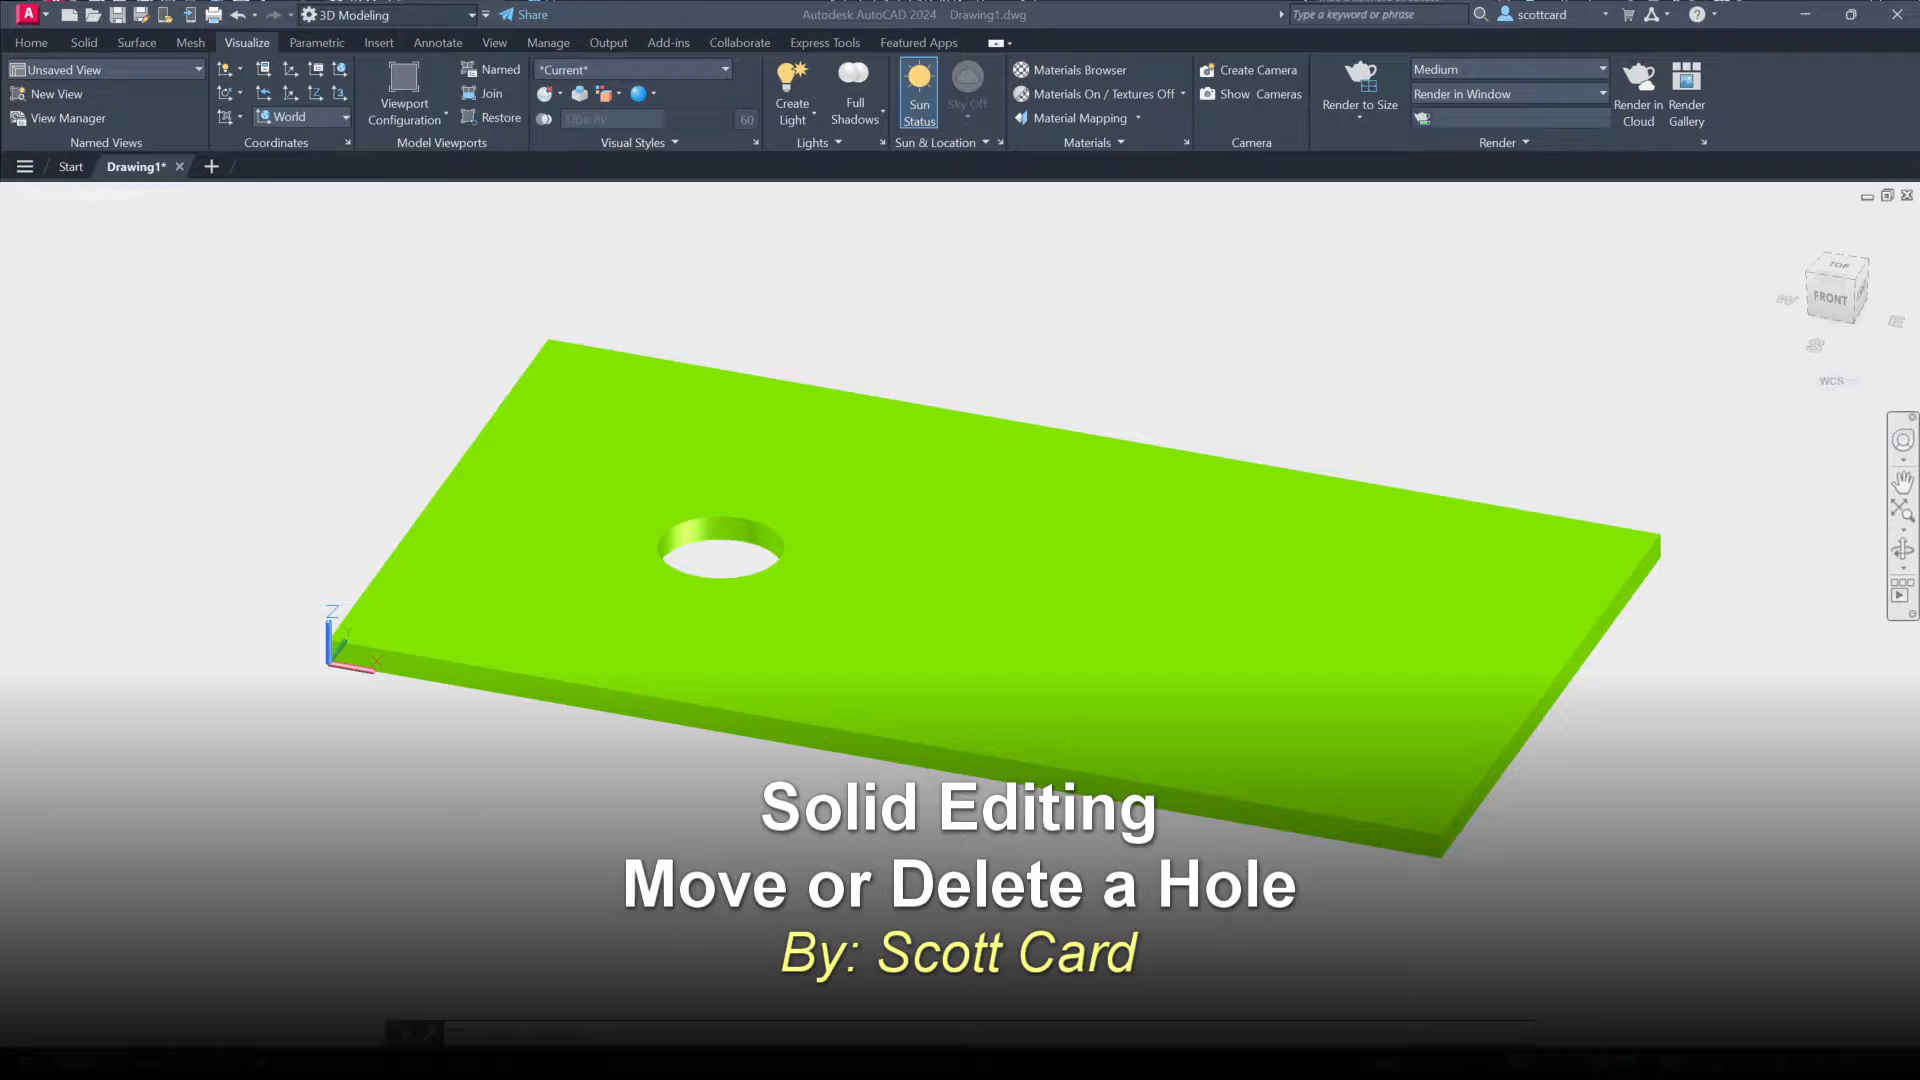 A 3D Modeling Share Autodesk AutoCAD 2024 Drawing1.dwg Type a keyword or phrase scottcard
Home Solid Surface Mesh Visualize Parametric Insert Annotate View Manage Output Add-ins Collaborate Express Tools Featured Apps
Unsaved View
New View
View Manager
Named Views
World
Coordinates
Viewport
Configuration
Named
Join
Restore
Model Viewports
*Current*
Opacity 60
Visual Styles
Create
Light
Full
Shadows
Lights
Sun
Status
Sky Off
Sun & Location
Materials Browser
Materials On / Textures Off
Material Mapping
Materials
Create Camera
Show Cameras
Camera
Render to Size
Medium
Render in Window
Render in
Cloud
Render
Gallery
Render
Start Drawing1*
TOP
FRONT
W
E
S
WCS
Z
Y
X
Solid Editing
Move or Delete a Hole
By: Scott Card